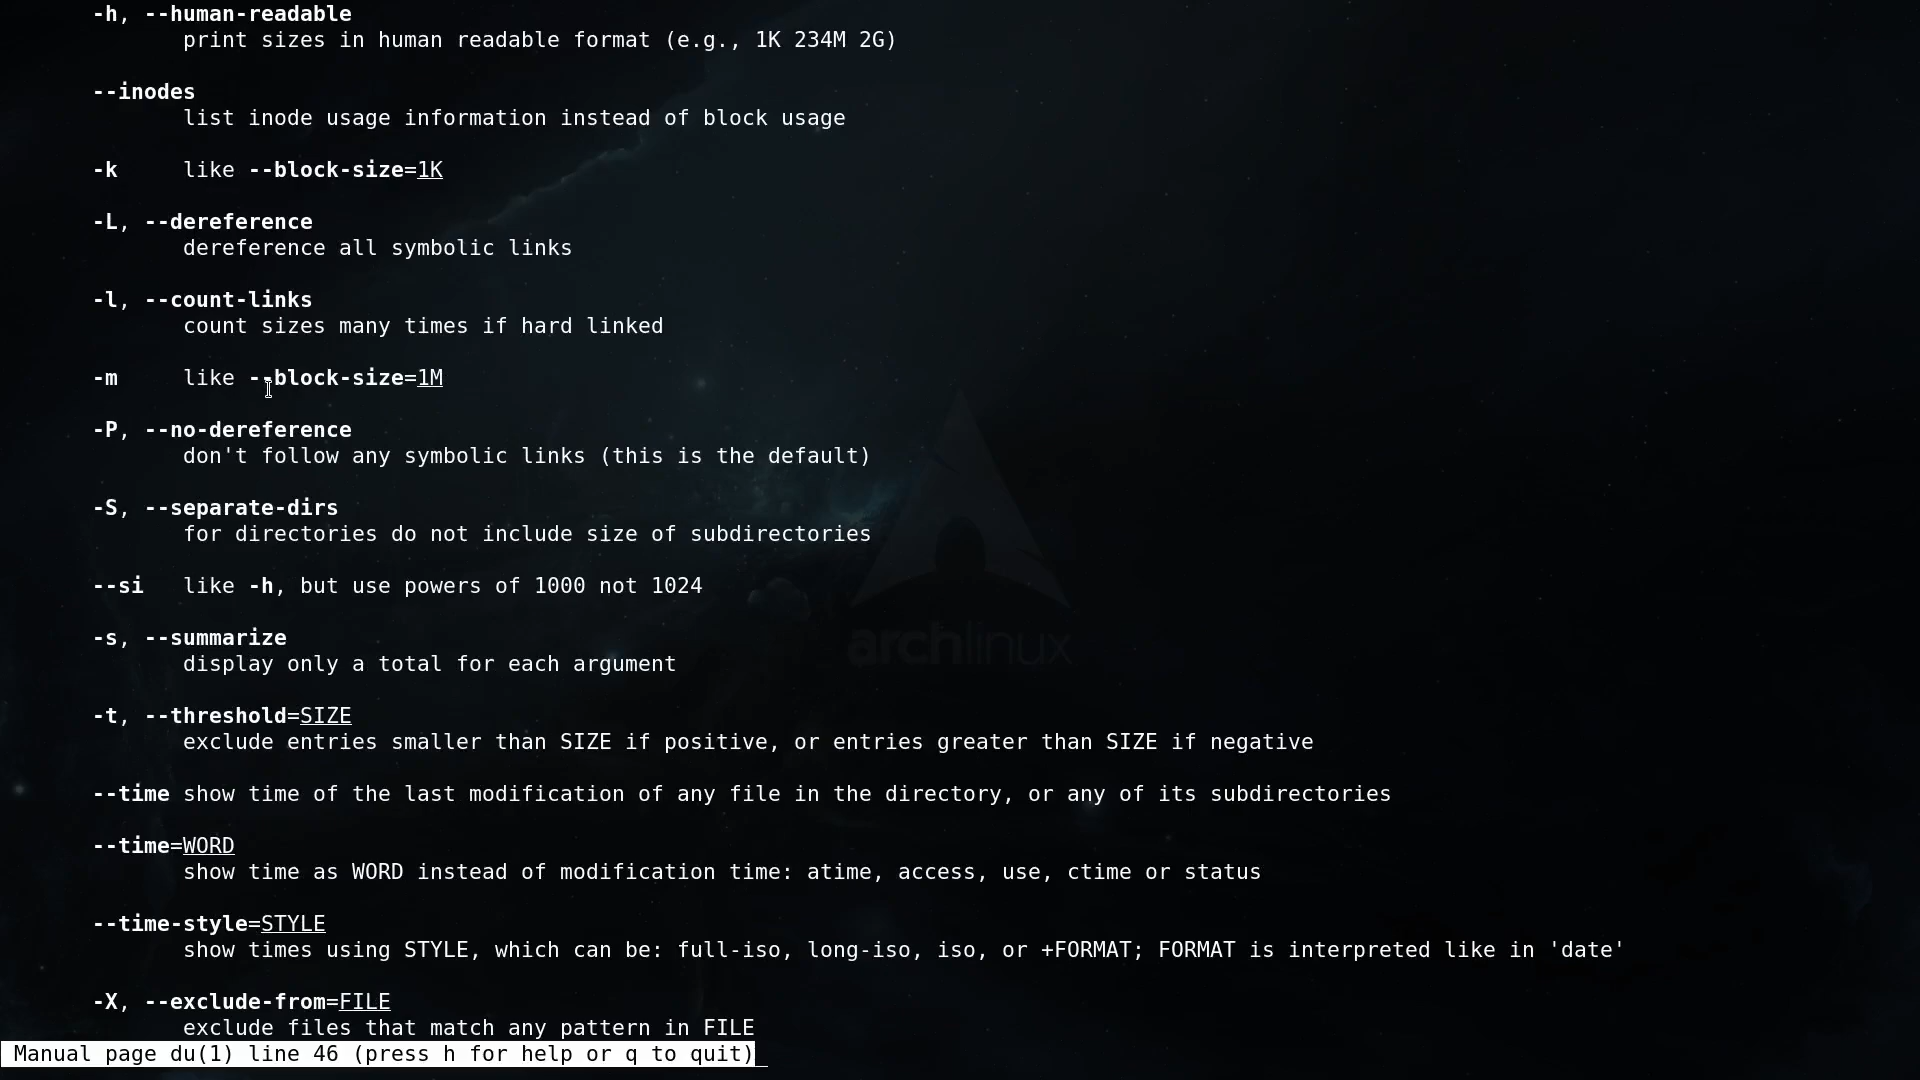 -h, --human-readable
print sizes in human readable format (e.g., 1K 234M 2G)
--inodes
list inode usage information instead of block usage
-k like --block-size=1K
-L, --dereference
dereference all symbolic links
-l, --count-links
count sizes many times if hard linked
-m like --block-size=1M
-P, --no-dereference
don't follow any symbolic links (this is the default)
-S, --separate-dirs
for directories do not include size of subdirectories
--si like -h, but use powers of 1000 not 1024
-s, --summarize
display only a total for each argument
-t, --threshold=SIZE
exclude entries smaller than SIZE if positive, or entries greater than SIZE if negative
--time show time of the last modification of any file in the directory, or any of its subdirectories
--time=WORD
show time as WORD instead of modification time: atime, access, use, ctime or status
--time-style=STYLE
show times using STYLE, which can be: full-iso, long-iso, iso, or +FORMAT; FORMAT is interpreted like in 'date'
-X, --exclude-from=FILE
exclude files that match any pattern in FILE
Manual page du(1) line 46 (press h for help or q to quit)
archlinux